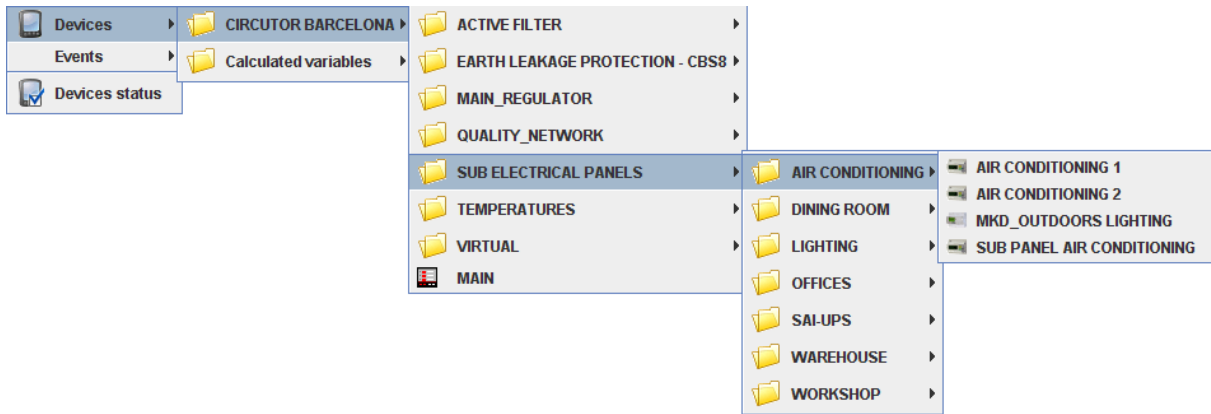 Devices
Events
Devices status
CIRCUTOR BARCELONA
Calculated variables
ACTIVE FILTER
EARTH LEAKAGE PROTECTION - CBS8
MAIN_REGULATOR
QUALITY_NETWORK
SUB ELECTRICAL PANELS
TEMPERATURES
VIRTUAL
MAIN
AIR CONDITIONING
DINING ROOM
LIGHTING
OFFICES
SAI-UPS
WAREHOUSE
WORKSHOP
AIR CONDITIONING 1
AIR CONDITIONING 2
MKD_OUTDOORS LIGHTING
SUB PANEL AIR CONDITIONING